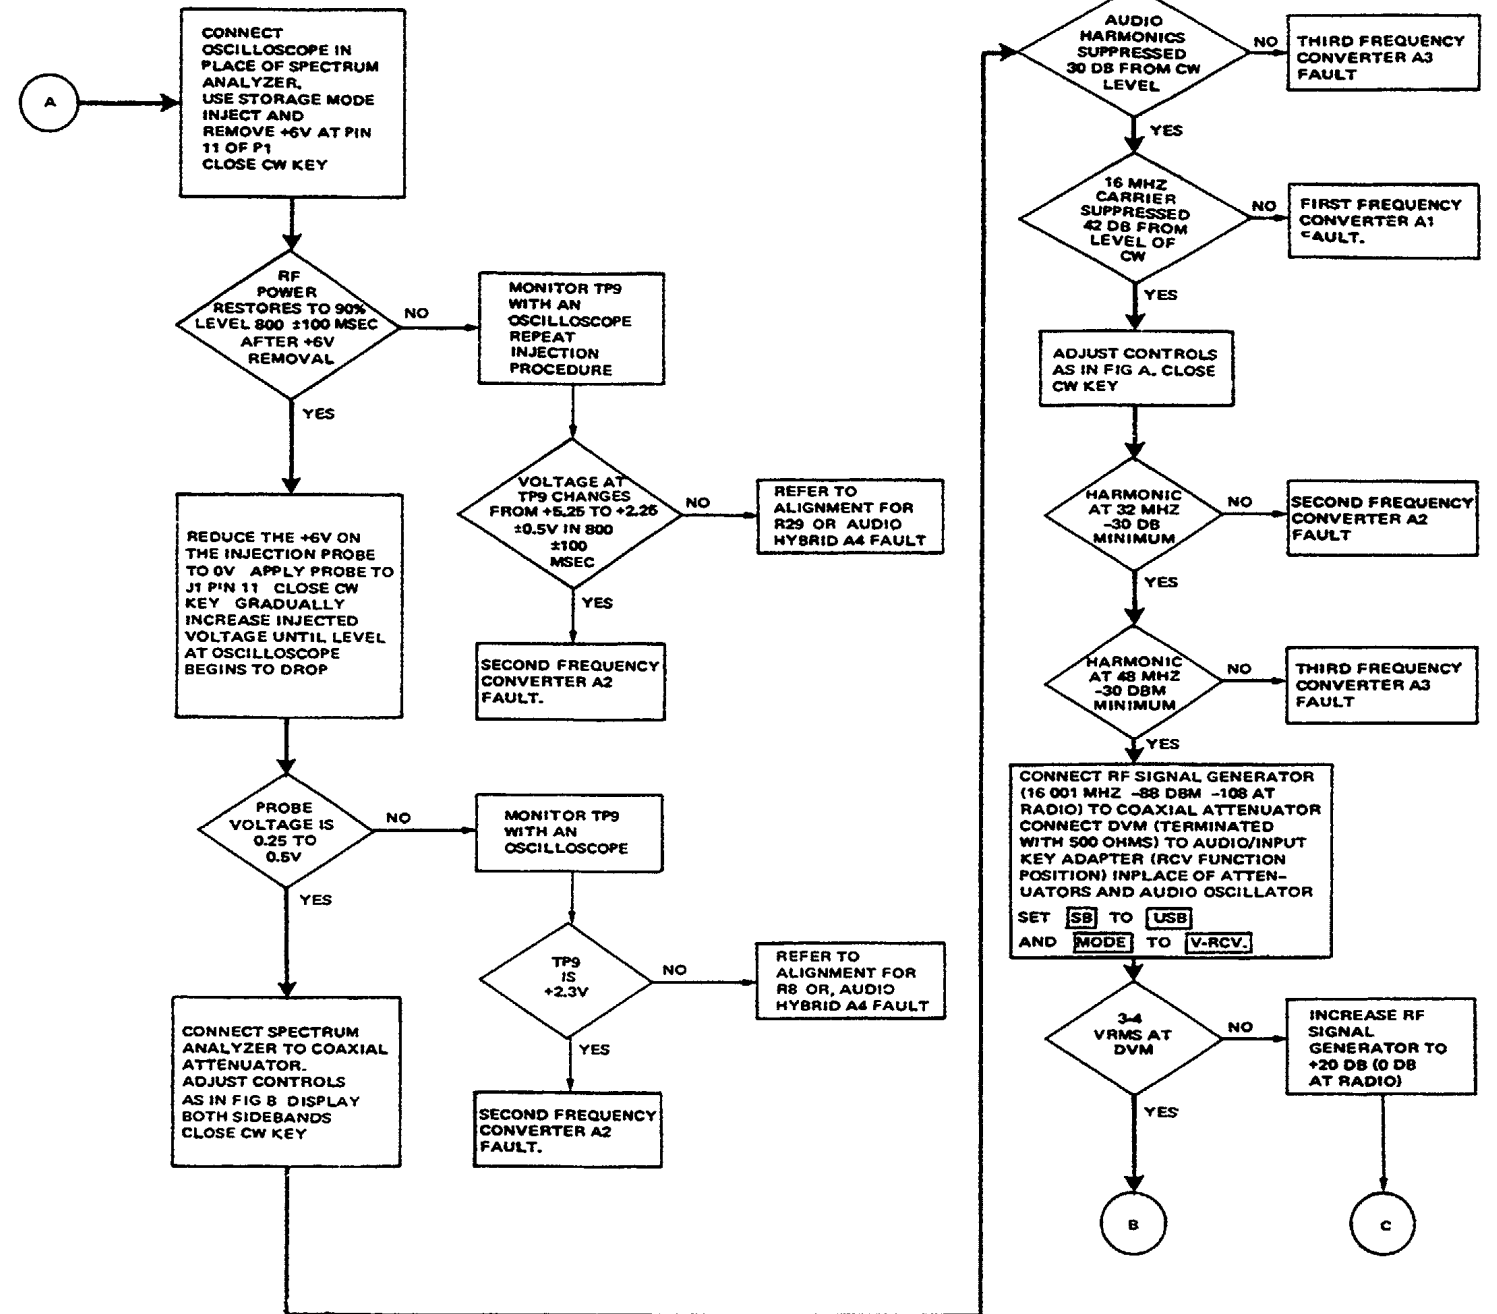 A
CONNECT
OSCILLOSCOPE IN
PLACE OF SPECTRUM
ANALYZER.
USE STORAGE MODE
INJECT AND
REMOVE +6V AT PIN
11 OF P1
CLOSE CW KEY
RF
POWER
RESTORES TO 90%
LEVEL 800 ±100 MSEC
AFTER +6V
REMOVAL
NO
YES
MONITOR TP9
WITH AN
OSCILLOSCOPE
REPEAT
INJECTION
PROCEDURE
VOLTAGE AT
TP9 CHANGES
FROM +5.25 TO +2.25
±0.5V IN 800
±100
MSEC
NO
YES
REFER TO
ALIGNMENT FOR
R29 OR AUDIO
HYBRID A4 FAULT
SECOND FREQUENCY
CONVERTER A2
FAULT.
REDUCE THE +6V ON
THE INJECTION PROBE
TO 0V APPLY PROBE TO
J1 PIN 11 CLOSE CW
KEY GRADUALLY
INCREASE INJECTED
VOLTAGE UNTIL LEVEL
AT OSCILLOSCOPE
BEGINS TO DROP
PROBE
VOLTAGE IS
0.25 TO
0.5V
NO
YES
MONITOR TP9
WITH AN
OSCILLOSCOPE
TP9
IS
+2.3V
NO
YES
REFER TO
ALIGNMENT FOR
R8 OR, AUDIO
HYBRID A4 FAULT
SECOND FREQUENCY
CONVERTER A2
FAULT.
CONNECT SPECTRUM
ANALYZER TO COAXIAL
ATTENUATOR.
ADJUST CONTROLS
AS IN FIG B DISPLAY
BOTH SIDEBANDS
CLOSE CW KEY
AUDIO
HARMONICS
SUPPRESSED
30 DB FROM CW
LEVEL
NO
YES
THIRD FREQUENCY
CONVERTER A3
FAULT
16 MHZ
CARRIER
SUPPRESSED
42 DB FROM
LEVEL OF
CW
NO
YES
FIRST FREQUENCY
CONVERTER A1
FAULT.
ADJUST CONTROLS
AS IN FIG A. CLOSE
CW KEY
HARMONIC
AT 32 MHZ
-30 DB
MINIMUM
NO
YES
SECOND FREQUENCY
CONVERTER A2
FAULT
HARMONIC
AT 48 MHZ
-30 DBM
MINIMUM
NO
YES
THIRD FREQUENCY
CONVERTER A3
FAULT
CONNECT RF SIGNAL GENERATOR
(16 001 MHZ -88 DBM -108 AT
RADIO) TO COAXIAL ATTENUATOR
CONNECT DVM (TERMINATED
WITH 500 OHMS) TO AUDIO/INPUT
KEY ADAPTER (RCV FUNCTION
POSITION) INPLACE OF ATTEN-
UATORS AND AUDIO OSCILLATOR
SET SB TO USB
AND MODE TO V-RCV.
3-4
VRMS AT
DVM
NO
YES
INCREASE RF
SIGNAL
GENERATOR TO
+20 DB (0 DB
AT RADIO)
B
C